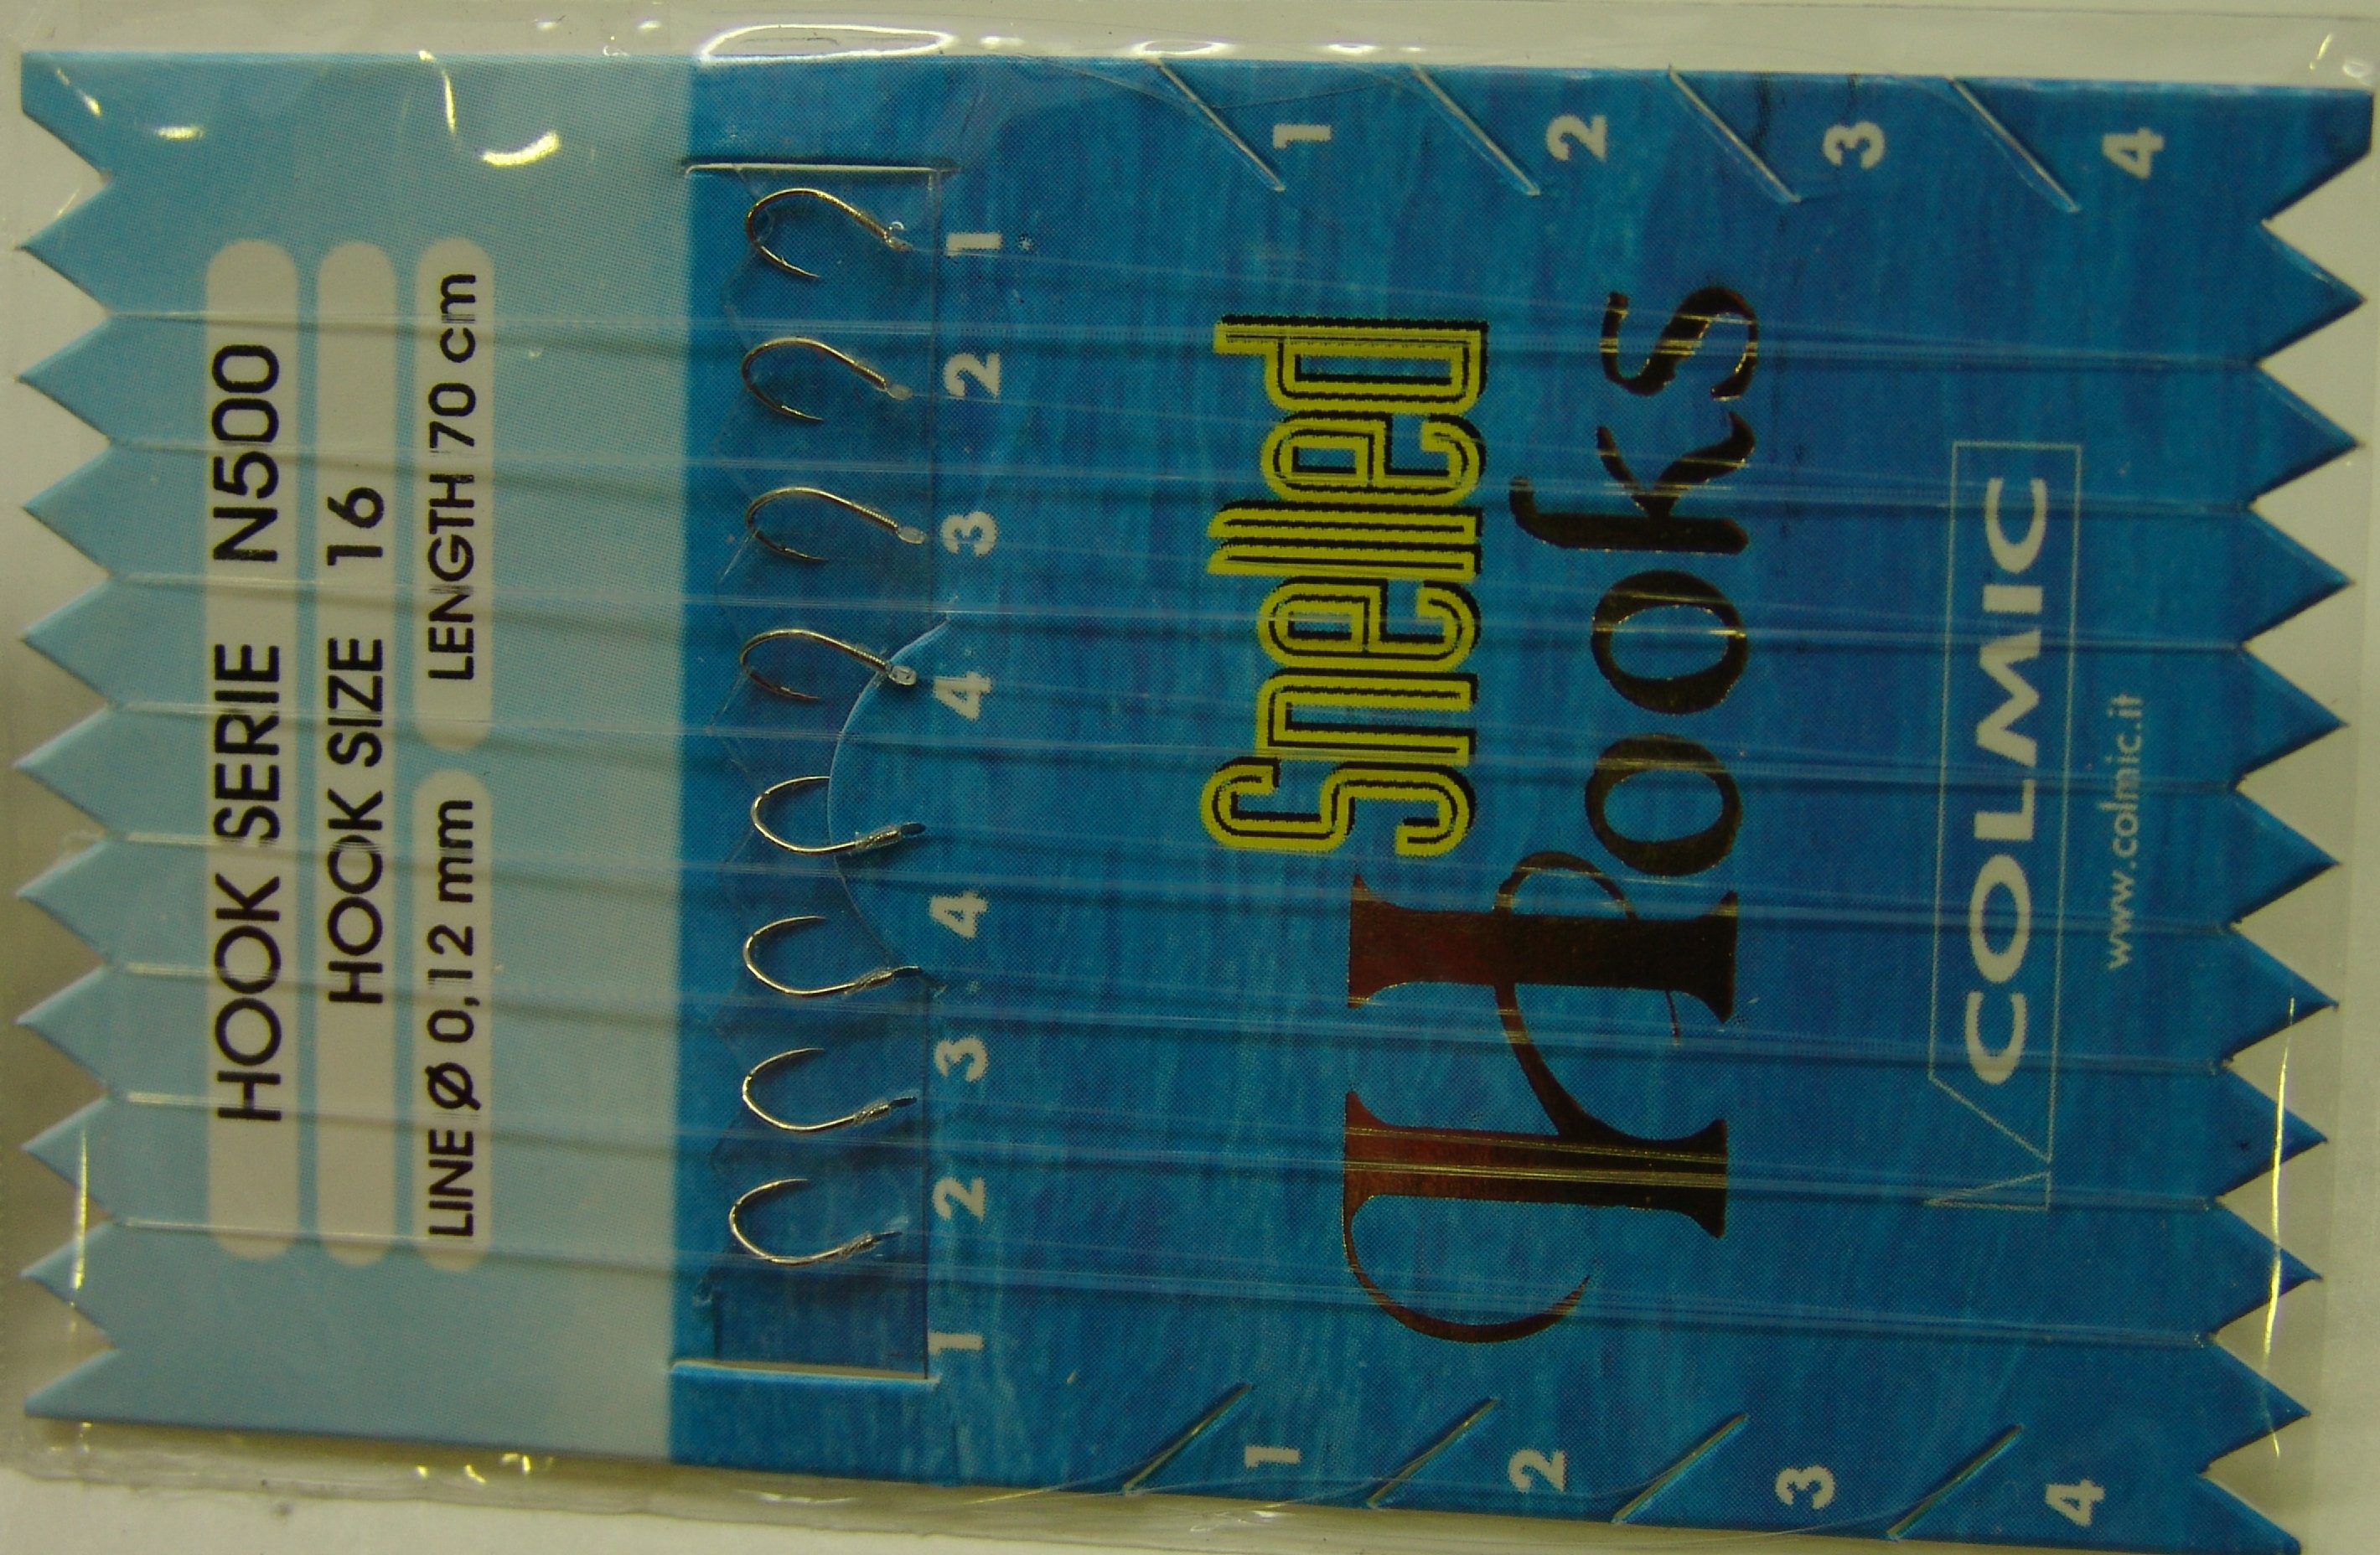 HOOK SERIE N500
HOOK SIZE 16
LINE Ø 0,12 mm LENGTH 70 cm
1 2 3 4 4 3 2 1
Snelled
Hooks
1 1
2 2
3 3
4 4
COLMIC
www.colmic.it